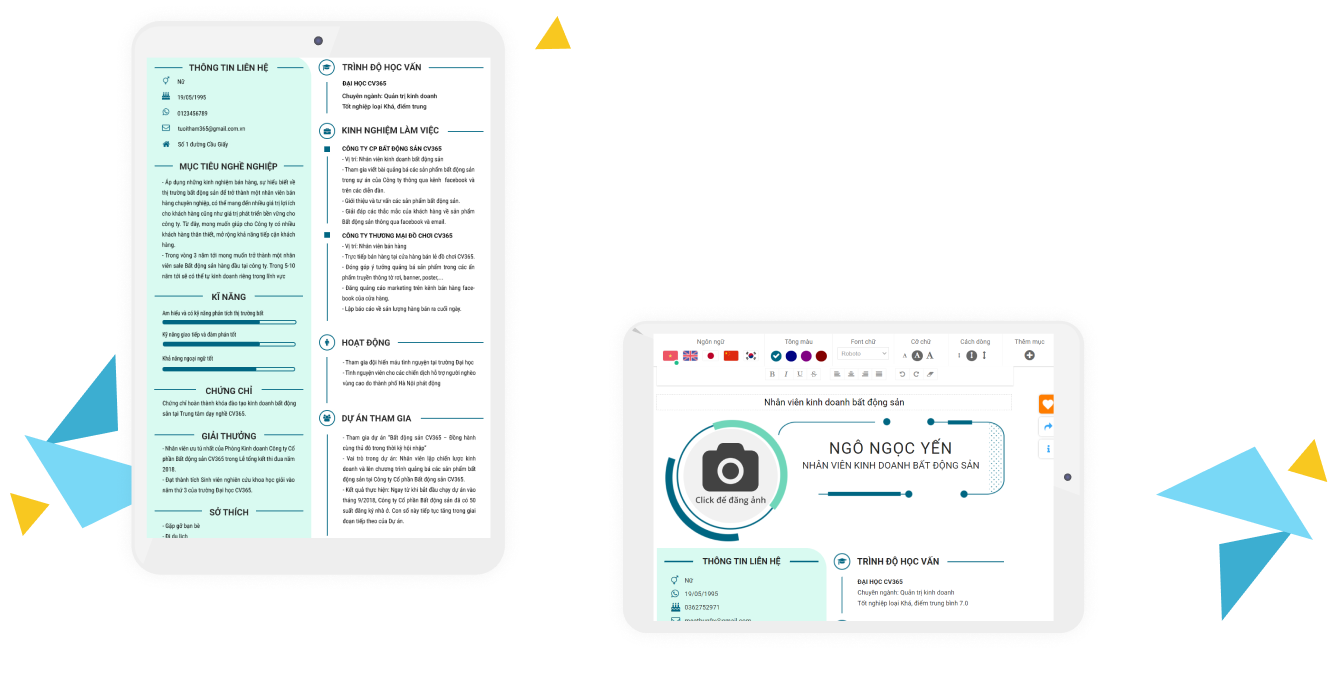 THÔNG TIN LIÊN HỆ
Nữ
19/05/1995
0123456789
tuoitham365@gmail.com.vn
Số 1 đường Cầu Giấy
MỤC TIÊU NGHỀ NGHIỆP
- Áp dụng những kinh nghiệm bán hàng, sự hiểu biết về
thị trường bất động sản để trở thành một nhân viên bán
hàng chuyên nghiệp, có thể mang đến nhiều giá trị lợi ích
cho khách hàng cũng như giá trị phát triển bền vững cho
công ty. Từ đây, mong muốn giúp cho Công ty có nhiều
khách hàng thân thiết, mở rộng khả năng tiếp cận khách
hàng.
- Trong vòng 3 năm tới mong muốn trở thành một nhân
viên sale Bất động sản hàng đầu tại công ty. Trong 5-10
năm tới sẽ có thể tự kinh doanh riêng trong lĩnh vực
KĨ NĂNG
Am hiểu và có kỹ năng phân tích thị trường bất
Kỹ năng giao tiếp và đàm phán tốt
Khả năng ngoại ngữ tốt
CHỨNG CHỈ
Chứng chỉ hoàn thành khóa đào tạo kinh doanh bất động
sản tại Trung tâm dạy nghề CV365.
GIẢI THƯỞNG
- Nhân viên ưu tú nhất của Phòng Kinh doanh Công ty Cổ
phần Bất động sản CV365 trong Lễ tổng kết thi đua năm
2018.
- Đạt thành tích Sinh viên nghiên cứu khoa học giỏi vào
năm thứ 3 của trường Đại học CV365.
SỞ THÍCH
- Gặp gỡ bạn bè
- Đi du lịch
TRÌNH ĐỘ HỌC VẤN
ĐẠI HỌC CV365
Chuyên ngành: Quản trị kinh doanh
Tốt nghiệp loại Khá, điểm trung
KINH NGHIỆM LÀM VIỆC
CÔNG TY CP BẤT ĐỘNG SẢN CV365
- Vị trí: Nhân viên kinh doanh bất động sản
- Tham gia viết bài quảng bá các sản phẩm bất động sản
trong sự án của Công ty thông qua kênh facebook và
trên các diễn đàn.
- Giới thiệu và tư vấn các sản phẩm bất động sản.
- Giải đáp các thắc mắc của khách hàng về sản phẩm
Bất động sản thông qua facebook và email.
CÔNG TY THƯƠNG MẠI ĐỒ CHƠI CV365
- Vị trí: Nhân viên bán hàng
- Trực tiếp bán hàng tại cửa hàng bán lẻ đồ chơi CV365.
- Đóng góp ý tưởng quảng bá sản phẩm trong các ấn
phẩm truyền thông tờ rơi, banner, poster,...
- Đăng quảng cáo marketing trên kênh bán hàng face-
book của cửa hàng.
- Lập báo cáo về sản lượng hàng bán ra cuối ngày.
HOẠT ĐỘNG
- Tham gia đội hiến máu tình nguyện tại trường Đại học
- Tình nguyện viên cho các chiến dịch hỗ trợ người nghèo
vùng cao do thành phố Hà Nội phát động
DỰ ÁN THAM GIA
- Tham gia dự án "Bất động sản CV365 – Đồng hành
cùng thủ đô trong thời kỳ hội nhập"
- Vai trò trong dự án: Nhân viên lập chiến lược kinh
doanh và lên chương trình quảng bá các sản phẩm bất
động sản tại Công ty Cổ phần Bất động sản CV365.
- Kết quả thực hiện: Ngay từ khi bắt đầu chạy dự án vào
tháng 9/2018, Công ty Cổ phần Bất động sản đã có 50
suất đăng ký nhà ở. Con số này tiếp tục tăng trong giai
đoạn tiếp theo của Dự án.
Ngôn ngữ Tông màu Font chữ Cỡ chữ Cách dòng Thêm mục
Roboto A A A
B I U S
Nhân viên kinh doanh bất động sản
NGÔ NGỌC YẾN
NHÂN VIÊN KINH DOANH BẤT ĐỘNG SẢN
Click để đăng ảnh
THÔNG TIN LIÊN HỆ
Nữ
19/05/1995
0362752971
TRÌNH ĐỘ HỌC VẤN
ĐẠI HỌC CV365
Chuyên ngành: Quản trị kinh doanh
Tốt nghiệp loại Khá, điểm trung bình 7.0